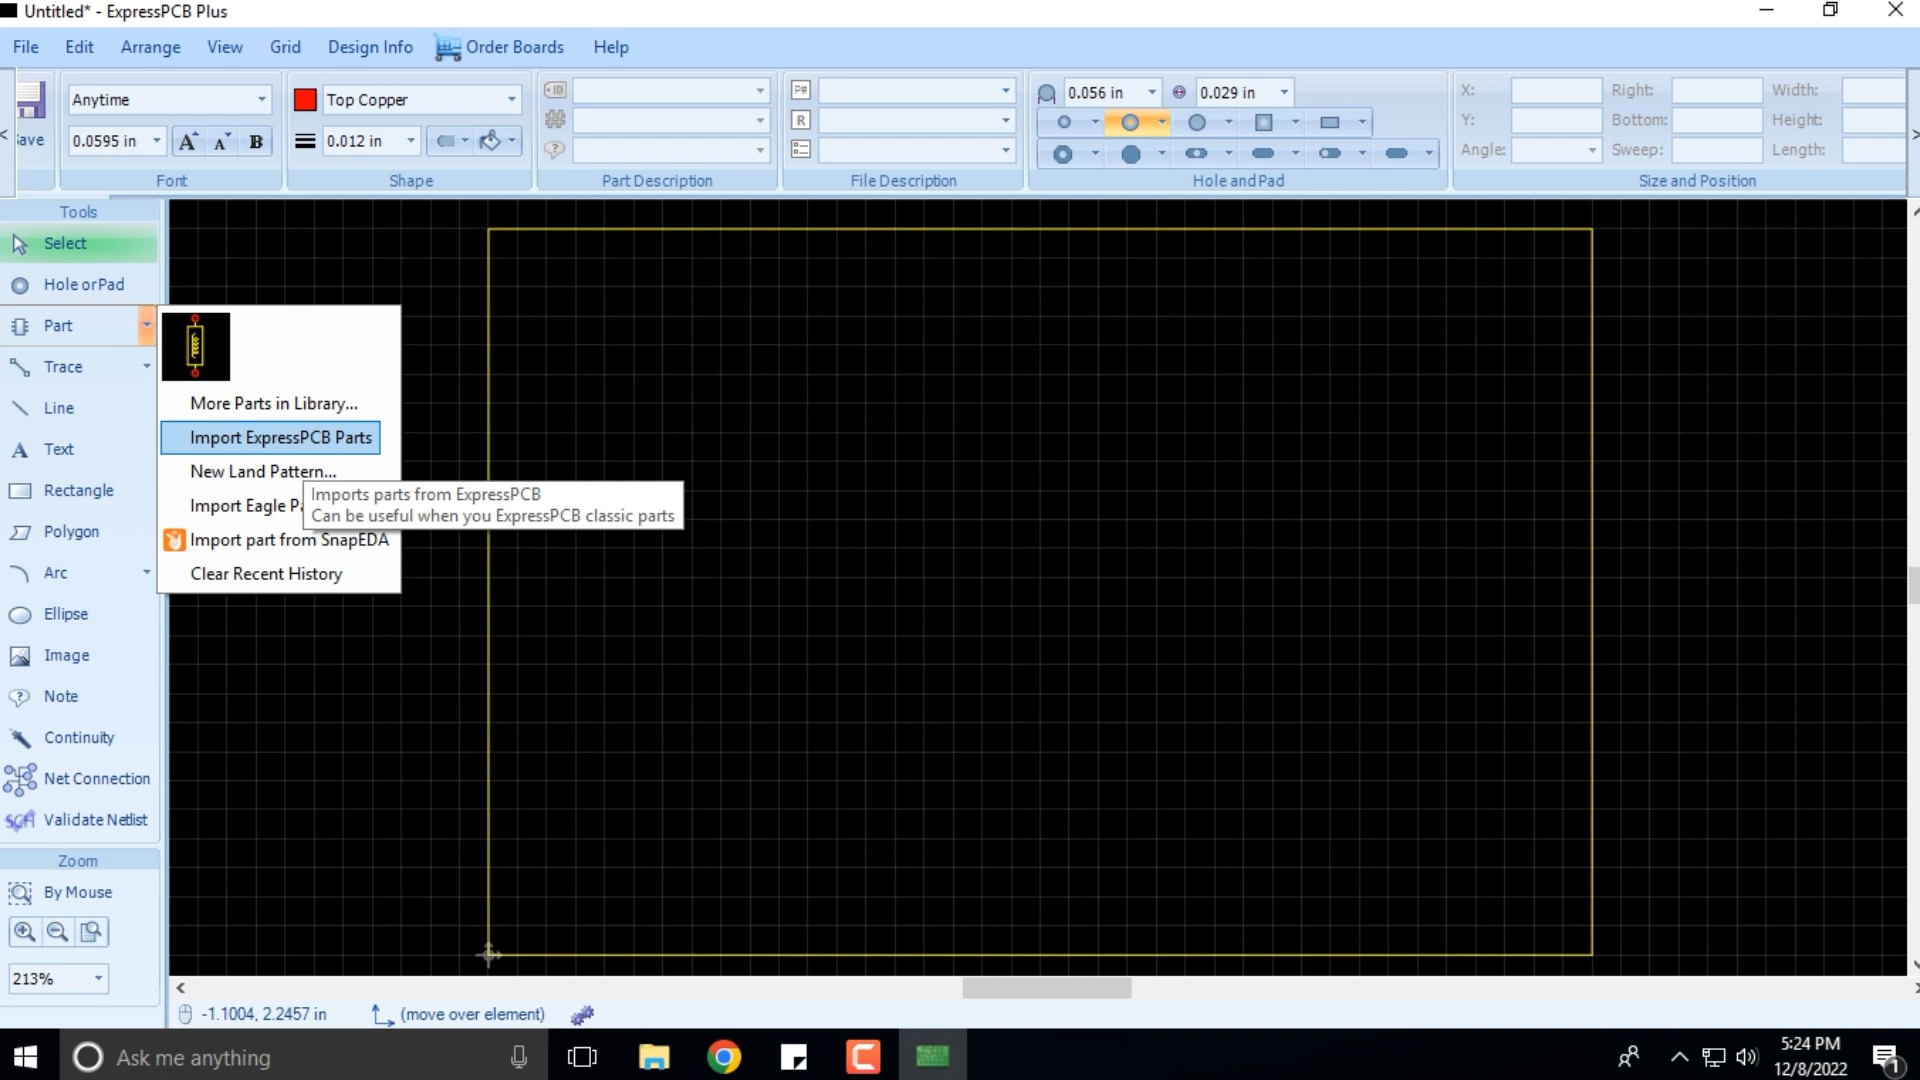 Untitled* - ExpressPCB Plus
File Edit Arrange View Grid Design Info Order Boards Help
Anytime
Top Copper
ID
P#
0.056 in
0.029 in
X:
Right:
Width:
ave
0.0595 in
A
A
B
0.012 in
R
Y:
Bottom:
Height:
Angle:
Sweep:
Length:
Font
Shape
Part Description
File Description
Hole and Pad
Size and Position
Tools
Select
Hole or Pad
Part
Trace
Line
Text
Rectangle
Polygon
Arc
Ellipse
Image
Note
Continuity
Net Connection
Validate Netlist
Zoom
By Mouse
213%
More Parts in Library...
Import ExpressPCB Parts
New Land Pattern...
Import Eagle Pa
Import part from SnapEDA
Clear Recent History
Imports parts from ExpressPCB
Can be useful when you ExpressPCB classic parts
-1.1004, 2.2457 in
(move over element)
Ask me anything
5:24 PM
12/8/2022
1